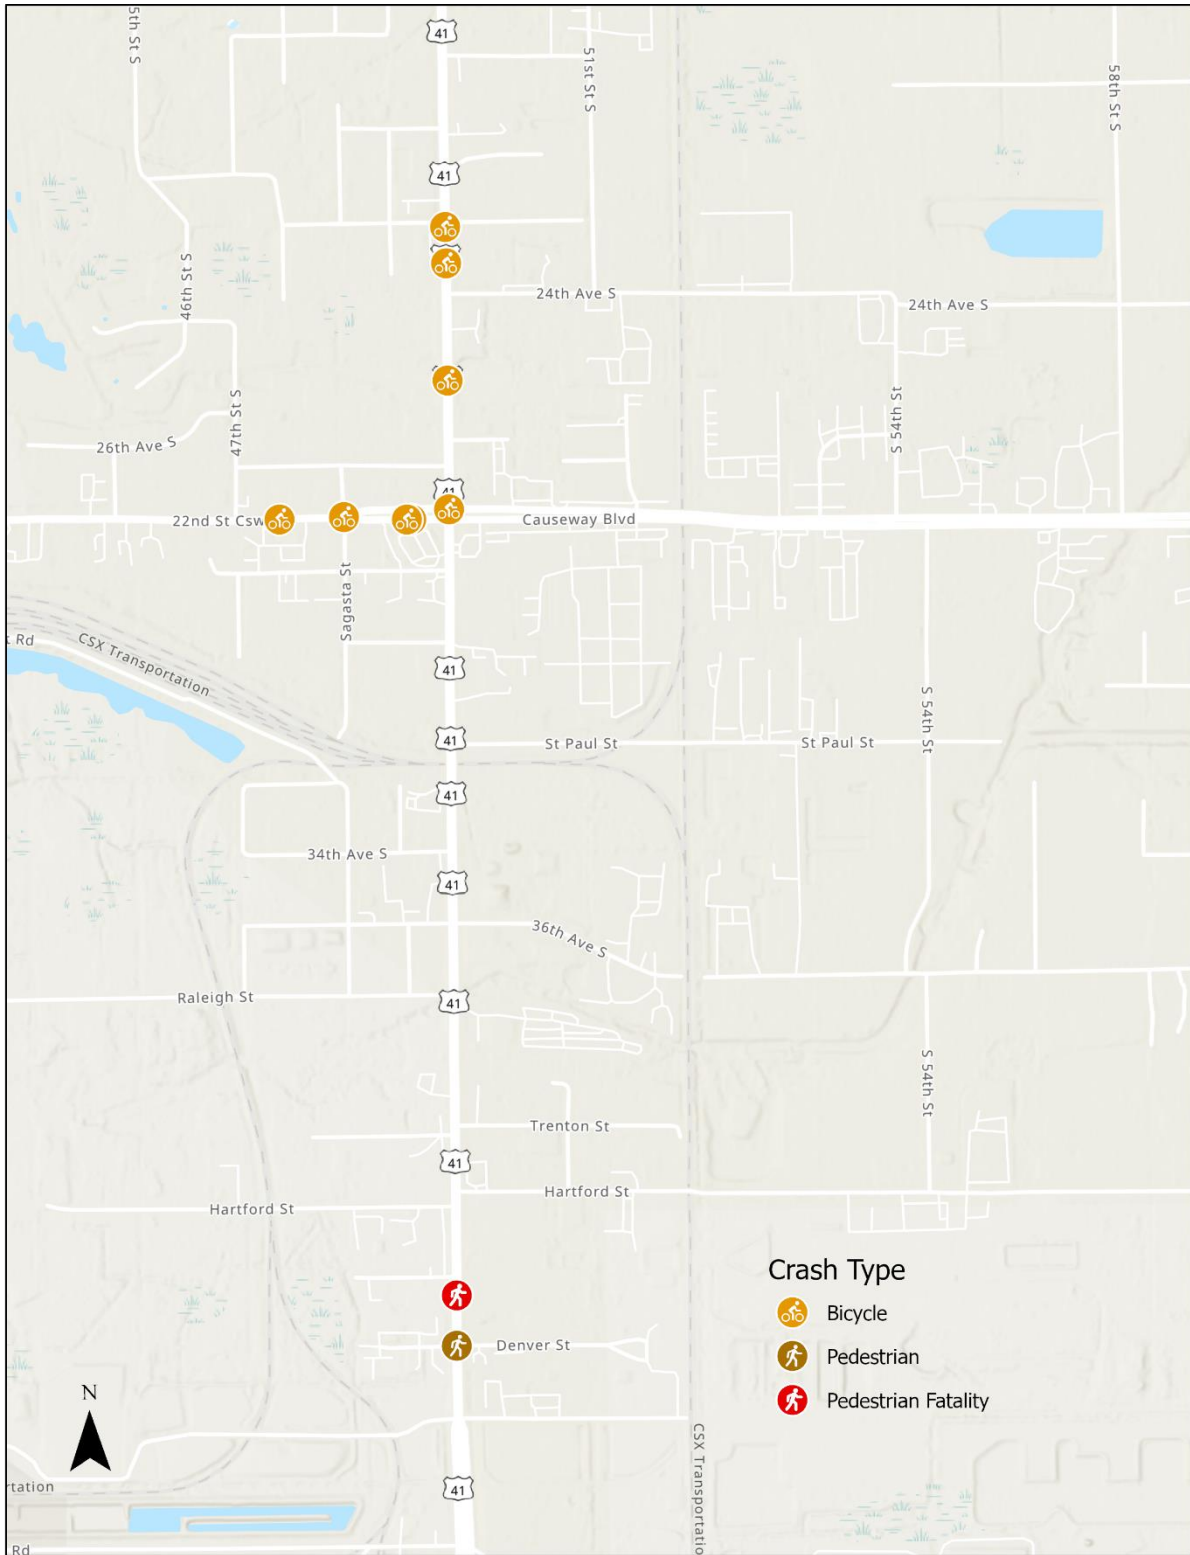 41
5th St S
51st St S
58th St S
41
46th St S
24th Ave S
24th Ave S
47th St S
26th Ave S
S 54th St
41
22nd St Csw
Causeway Blvd
Sagasta St
Rd
CSX Transportation
41
S 54th St
41
St Paul St
St Paul St
41
34th Ave S
41
36th Ave S
Raleigh St
41
S 54th St
Trenton St
41
Hartford St
Hartford St
Crash Type
Bicycle
Denver St
Pedestrian
Pedestrian Fatality
N
CSX Transportatio
rtation
41
Rd